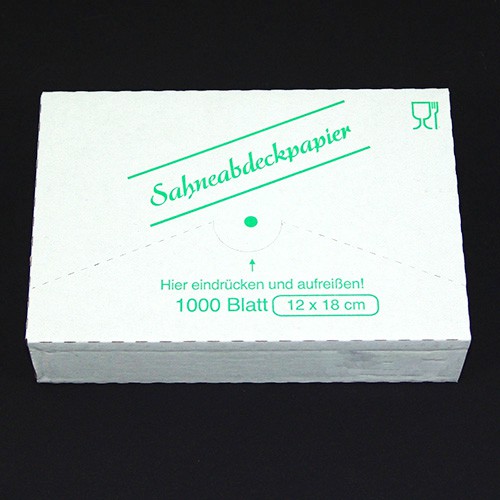 Sahneabdeckpapier
Hier eindrücken und aufreißen!
1000 Blatt 12 x 18 cm